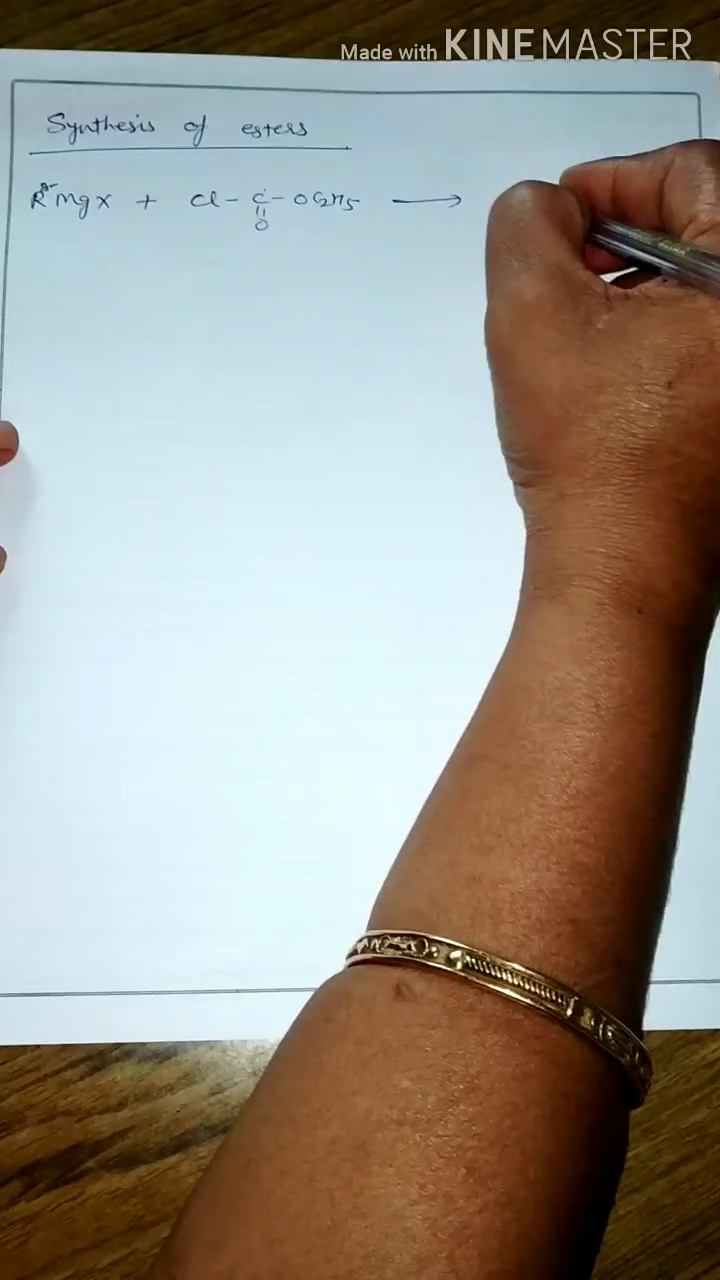 Made with KINEMASTER
Synthesis of esters
R^δ- MgX + Cl - C - OC2H5 ⟶
||
O